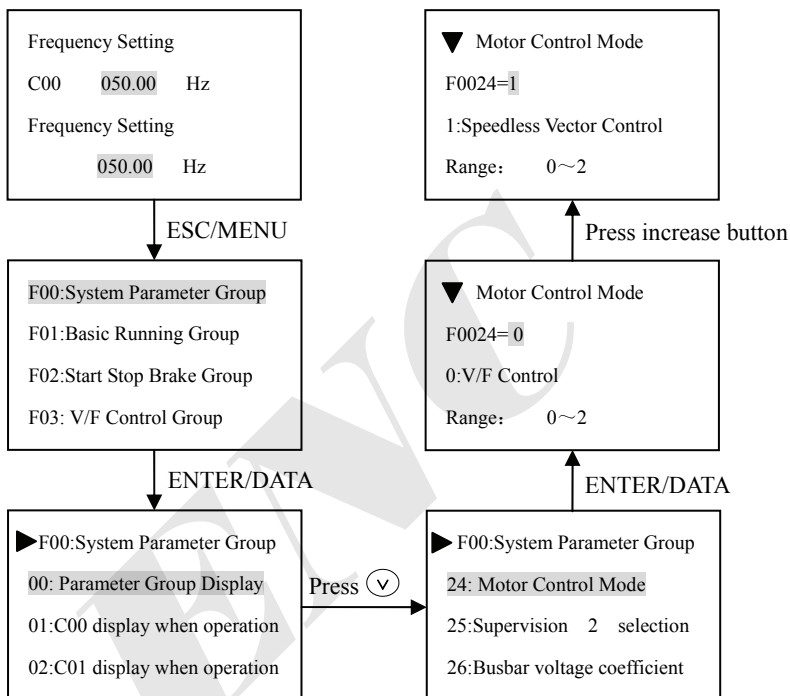 Frequency Setting
C00 050.00 Hz
Frequency Setting
050.00 Hz
ESC/MENU
F00:System Parameter Group
F01:Basic Running Group
F02:Start Stop Brake Group
F03: V/F Control Group
ENTER/DATA
▶F00:System Parameter Group
00: Parameter Group Display
01:C00 display when operation
02:C01 display when operation
Press
▶ F00:System Parameter Group
24: Motor Control Mode
25:Supervision 2 selection
26:Busbar voltage coefficient
ENTER/DATA
▼ Motor Control Mode
F0024= 0
0:V/F Control
Range: 0～2
Press increase button
▼ Motor Control Mode
F0024=1
1:Speedless Vector Control
Range: 0～2
ENC